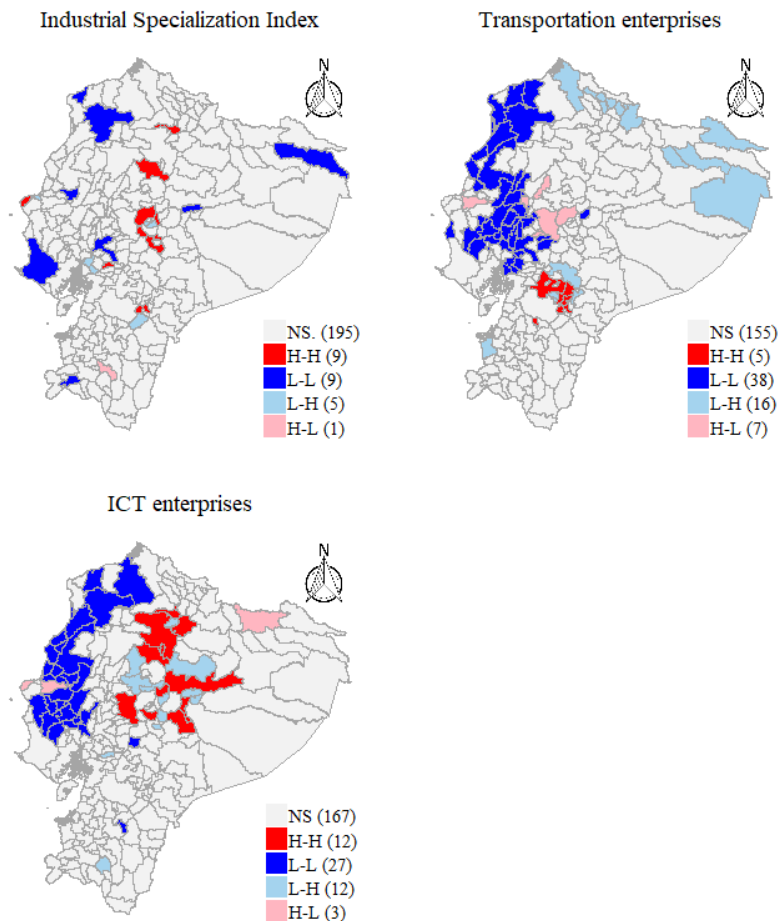 Industrial Specialization Index
N
NS. (195)
H-H (9)
L-L (9)
L-H (5)
H-L (1)
Transportation enterprises
N
NS (155)
H-H (5)
L-L (38)
L-H (16)
H-L (7)
ICT enterprises
N
NS (167)
H-H (12)
L-L (27)
L-H (12)
H-L (3)